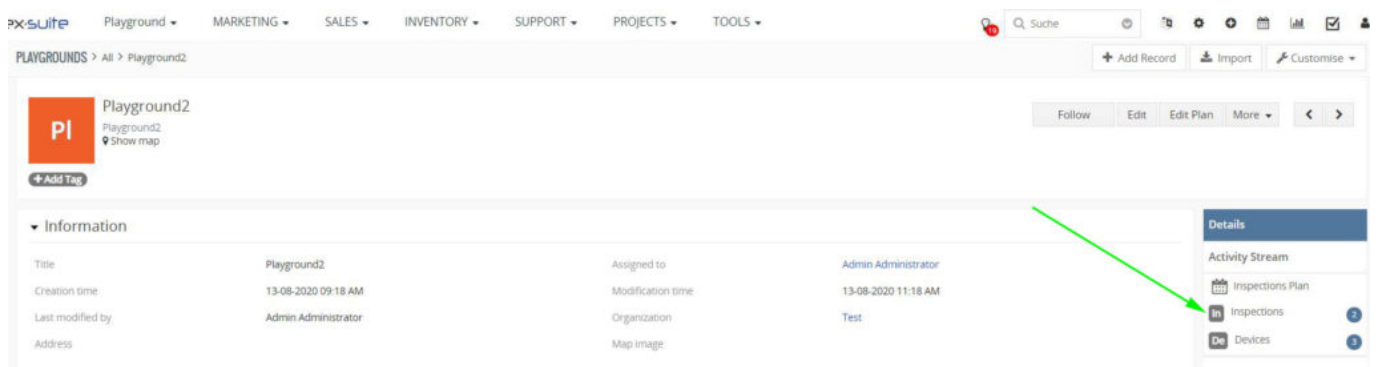 ex-suite Playground MARKETING SALES INVENTORY SUPPORT PROJECTS TOOLS 19 Suche
PLAYGROUNDS > All > Playground2 + Add Record Import Customise
Pl
Playground2
Playground2
Show map
Follow Edit Edit Plan More
+ Add Tag
Information
Details
Title Playground2 Assigned to Admin Administrator
Activity Stream
Creation time 13-08-2020 09:18 AM Modification time 13-08-2020 11:18 AM
Inspections Plan
Last modified by Admin Administrator Organization Test
In Inspections 2
Address Map image
De Devices 3